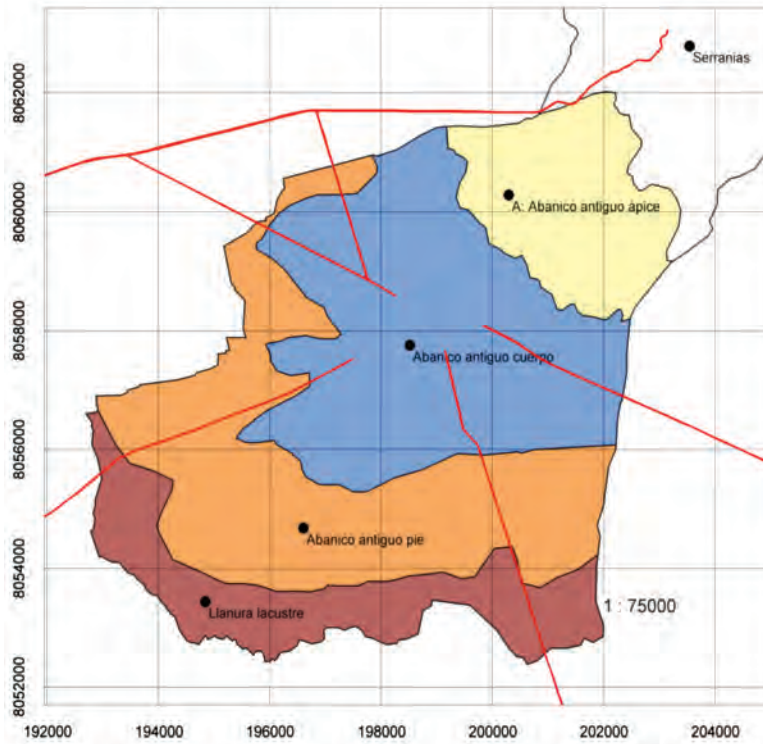 8062000
Serranias
8060000
A: Abanico antiguo ápice
8058000
Abanico antiguo cuerpo
8056000
Abanico antiguo pie
8054000
Llanura lacustre
1 : 75000
8052000
192000 194000 196000 198000 200000 202000 204000